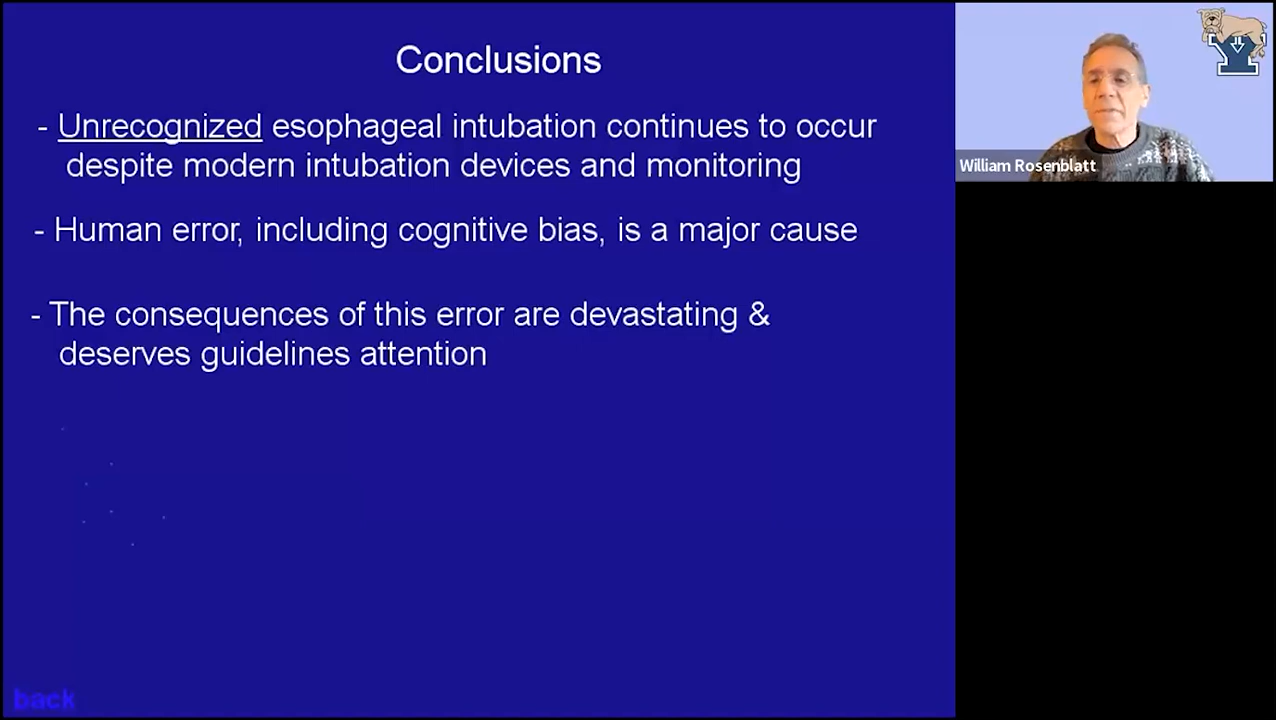 Conclusions
- Unrecognized esophageal intubation continues to occur
despite modern intubation devices and monitoring
- Human error, including cognitive bias, is a major cause
- The consequences of this error are devastating &
deserves guidelines attention
back
William Rosenblatt
Y